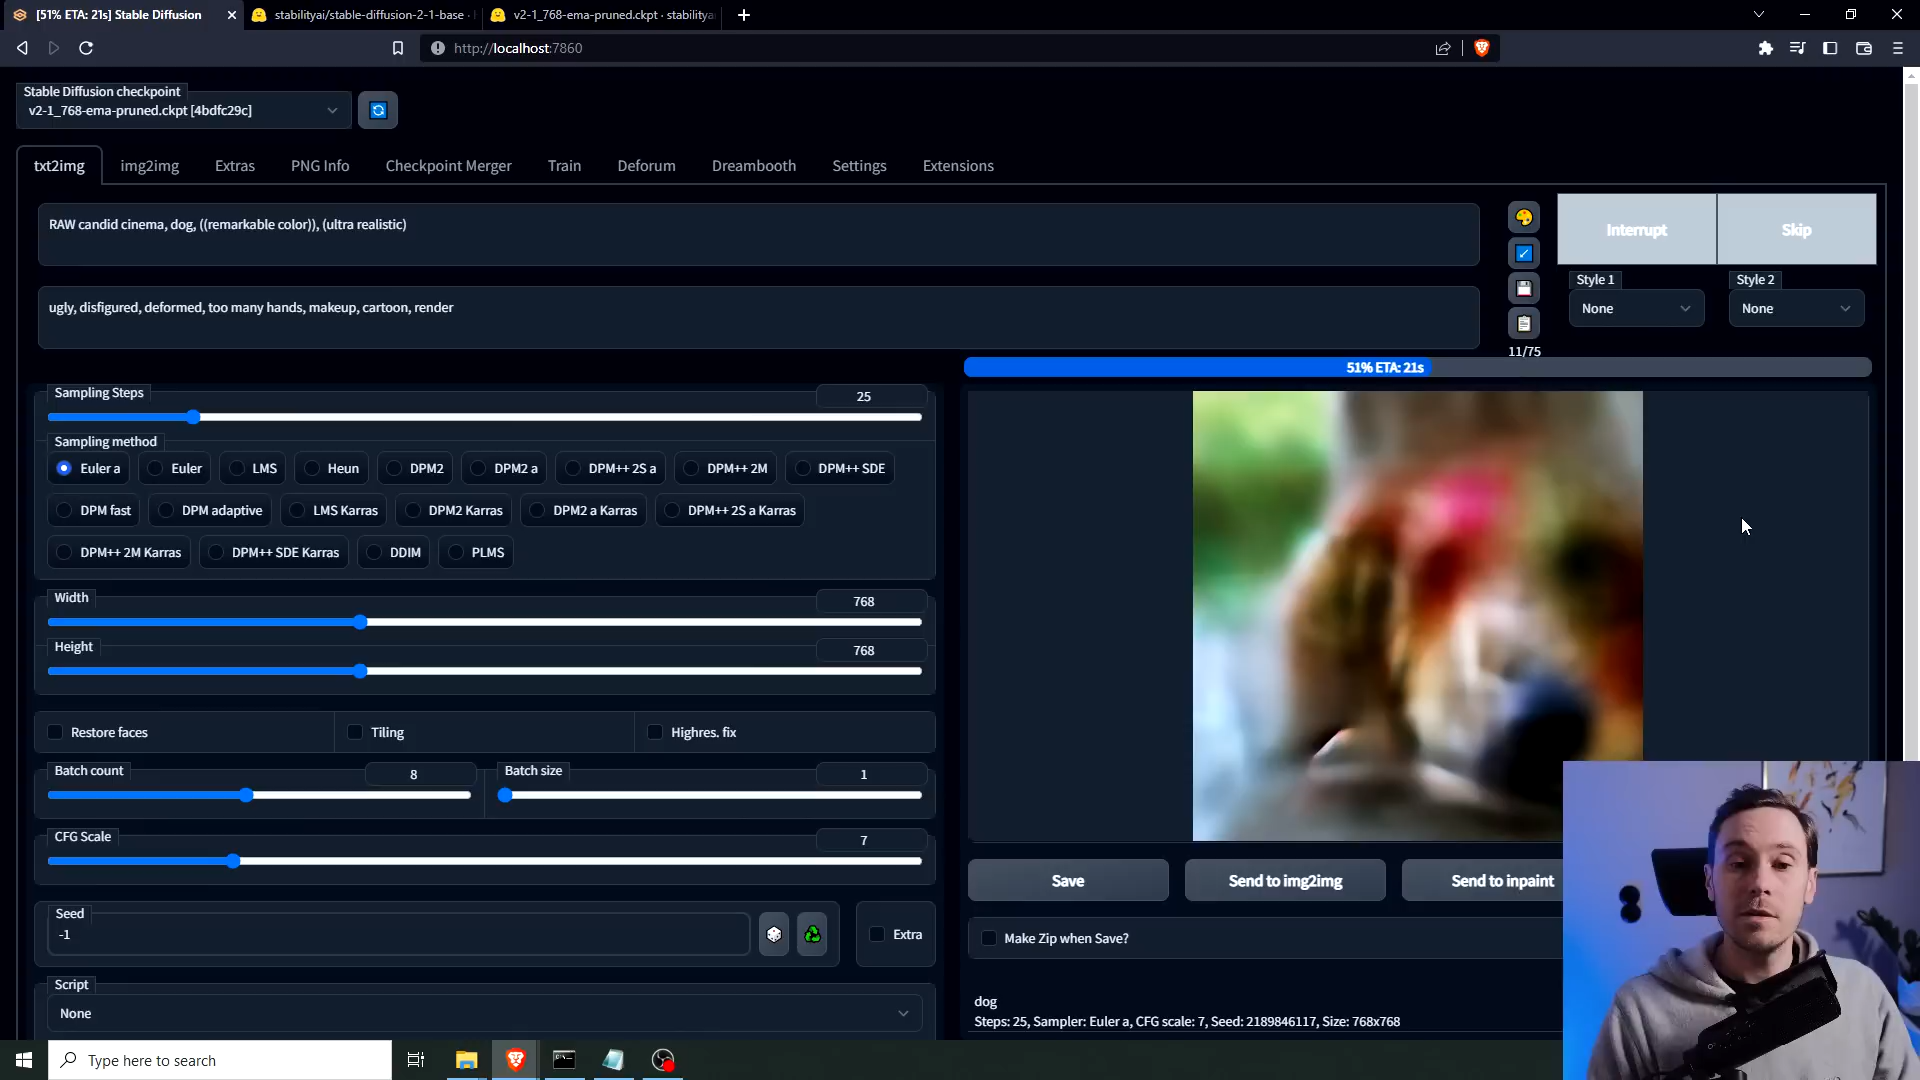 [51% ETA: 21s] Stable Diffusion
stabilityai/stable-diffusion-2-1-base ·
v2-1_768-ema-pruned.ckpt · stabilitya
http://localhost:7860
Stable Diffusion checkpoint
v2-1_768-ema-pruned.ckpt [4bdfc29c]
txt2img img2img Extras PNG Info Checkpoint Merger Train Deforum Dreambooth Settings Extensions
RAW candid cinema, dog, ((remarkable color)), (ultra realistic)
Interrupt Skip
Style 1 Style 2
None None
ugly, disfigured, deformed, too many hands, makeup, cartoon, render
11/75
51% ETA: 21s
Sampling Steps 25
Sampling method
Euler a Euler LMS Heun DPM2 DPM2 a DPM++ 2S a DPM++ 2M DPM++ SDE
DPM fast DPM adaptive LMS Karras DPM2 Karras DPM2 a Karras DPM++ 2S a Karras
DPM++ 2M Karras DPM++ SDE Karras DDIM PLMS
Width 768
Height 768
Restore faces Tiling Highres. fix
Batch count 8 Batch size 1
CFG Scale 7
Seed
-1
Extra
Script
None
Save Send to img2img Send to inpaint
Make Zip when Save?
dog
Steps: 25, Sampler: Euler a, CFG scale: 7, Seed: 2189846117, Size: 768x768
Type here to search